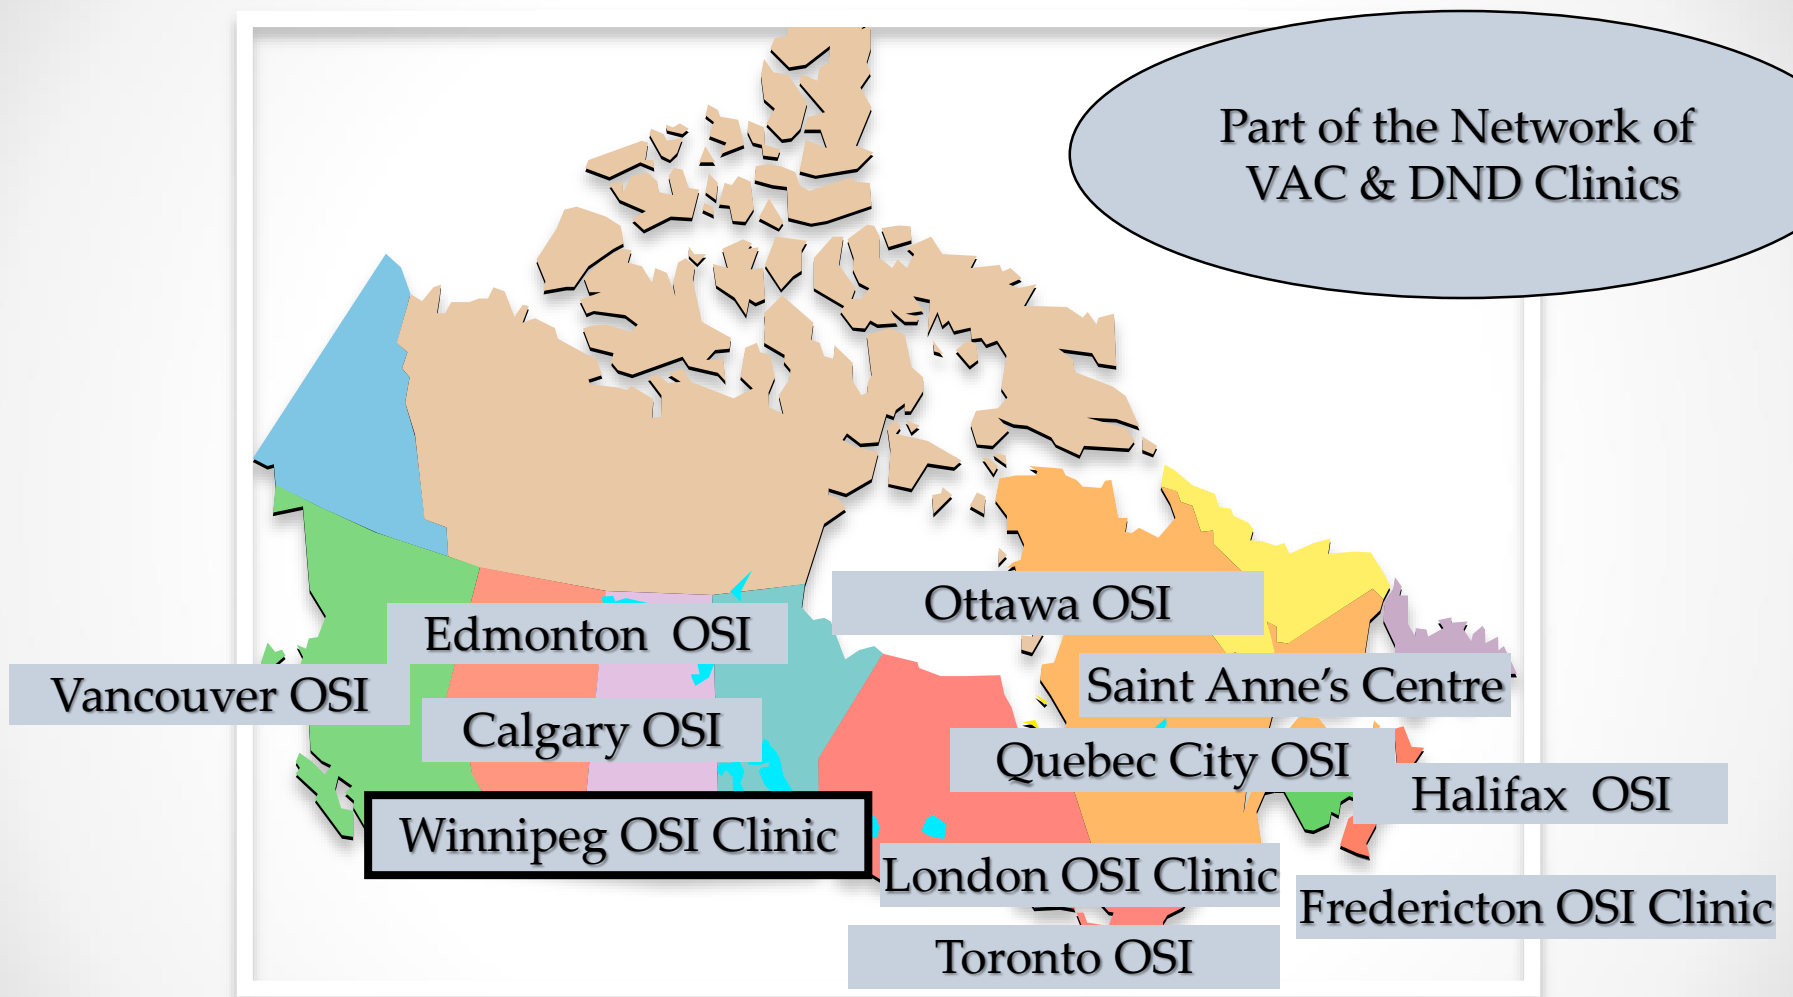 Part of the Network of
VAC & DND Clinics
Ottawa OSI
Edmonton OSI
Saint Anne's Centre
Vancouver OSI
Calgary OSI
Quebec City OSI
Halifax OSI
Winnipeg OSI Clinic
London OSI Clinic
Fredericton OSI Clinic
Toronto OSI